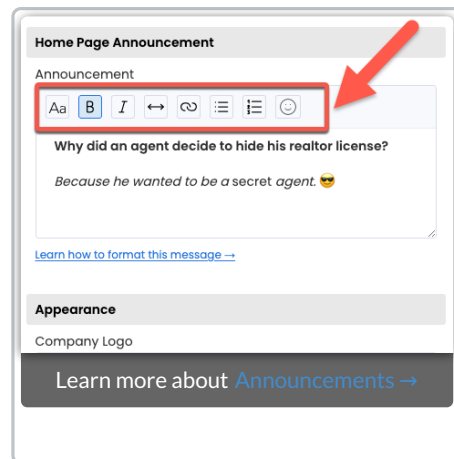 Home Page Announcement
Announcement
Aa B I
Why did an agent decide to hide his realtor license?
Because he wanted to be a secret agent. 😎
Learn how to format this message →
Appearance
Company Logo
Learn more about Announcements →